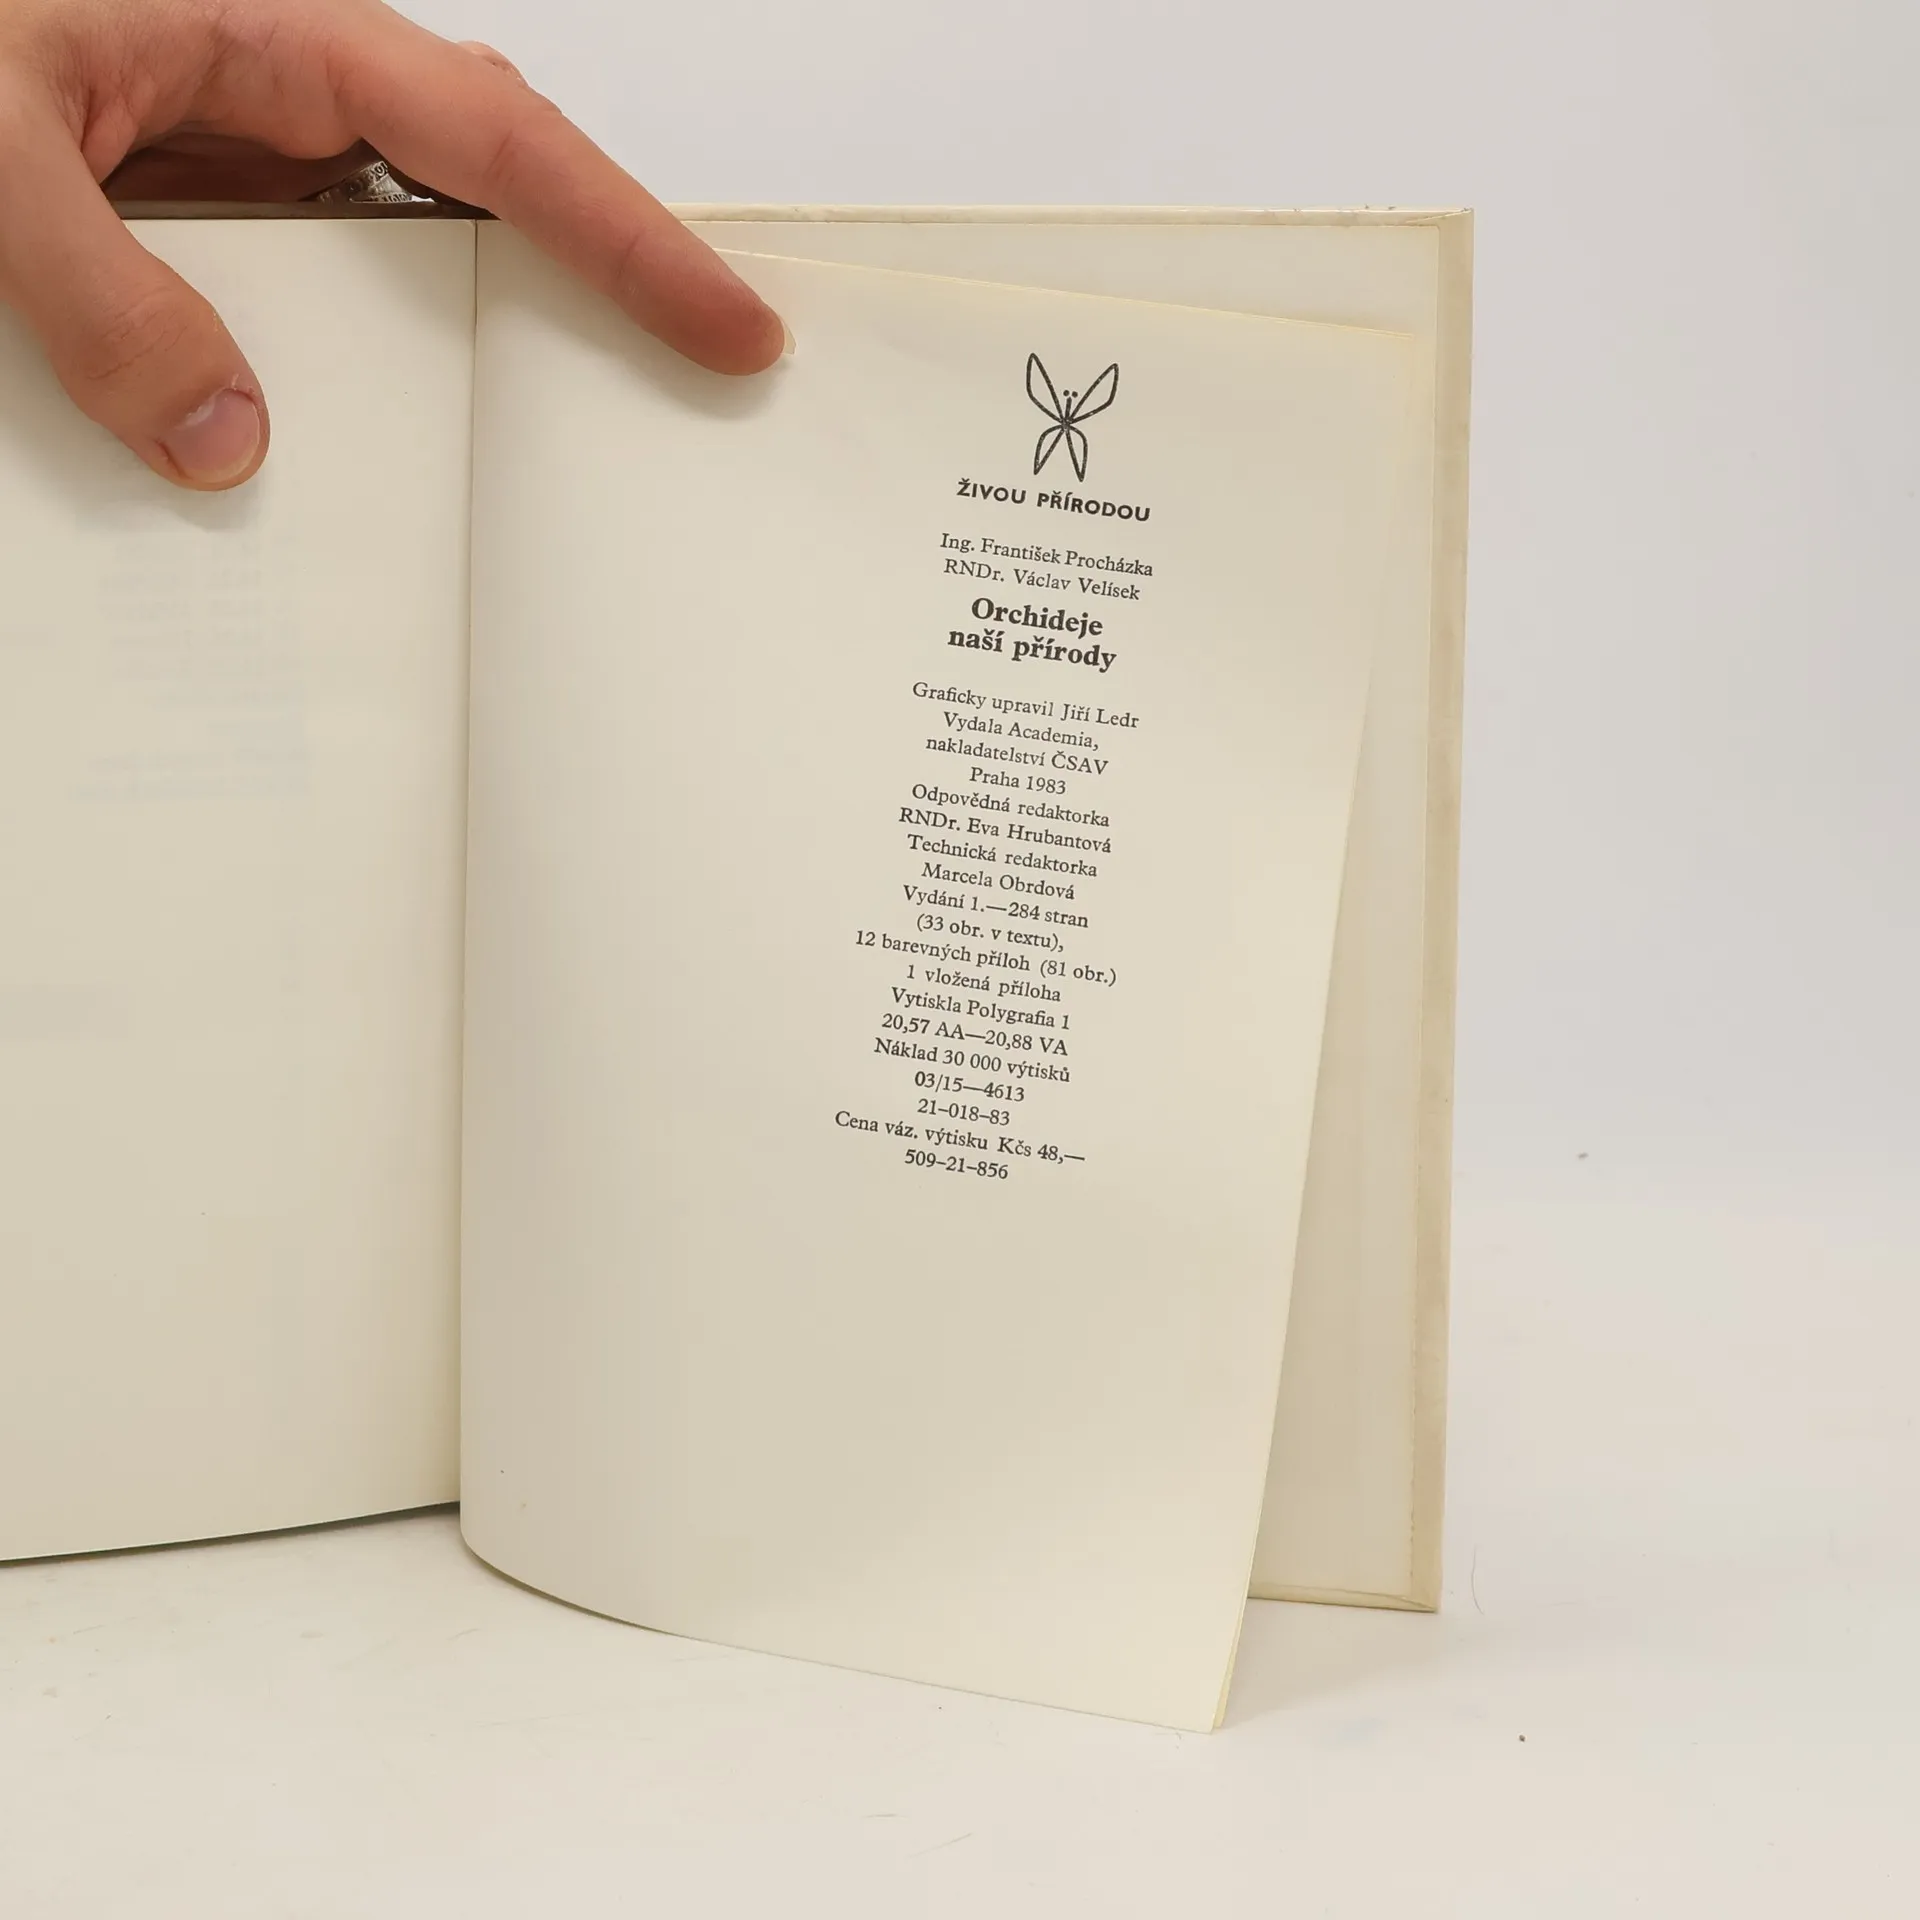 ŽIVOU PŘÍRODOU
Ing. František Procházka
RNDr. Václav Velísek
Orchideje
naší přírody
Graficky upravil Jiří Ledr
Vydala Academia,
nakladatelství ČSAV
Praha 1983
Odpovědná redaktorka
RNDr. Eva Hrubantová
Technická redaktorka
Marcela Obrdová
Vydání 1.—284 stran
(33 obr. v textu),
12 barevných příloh (81 obr.)
1 vložená příloha
Vytiskla Polygrafia 1
20,57 AA—20,88 VA
Náklad 30 000 výtisků
03/15—4613
21–018–83
Cena váz. výtisku Kčs 48,—
509–21–856